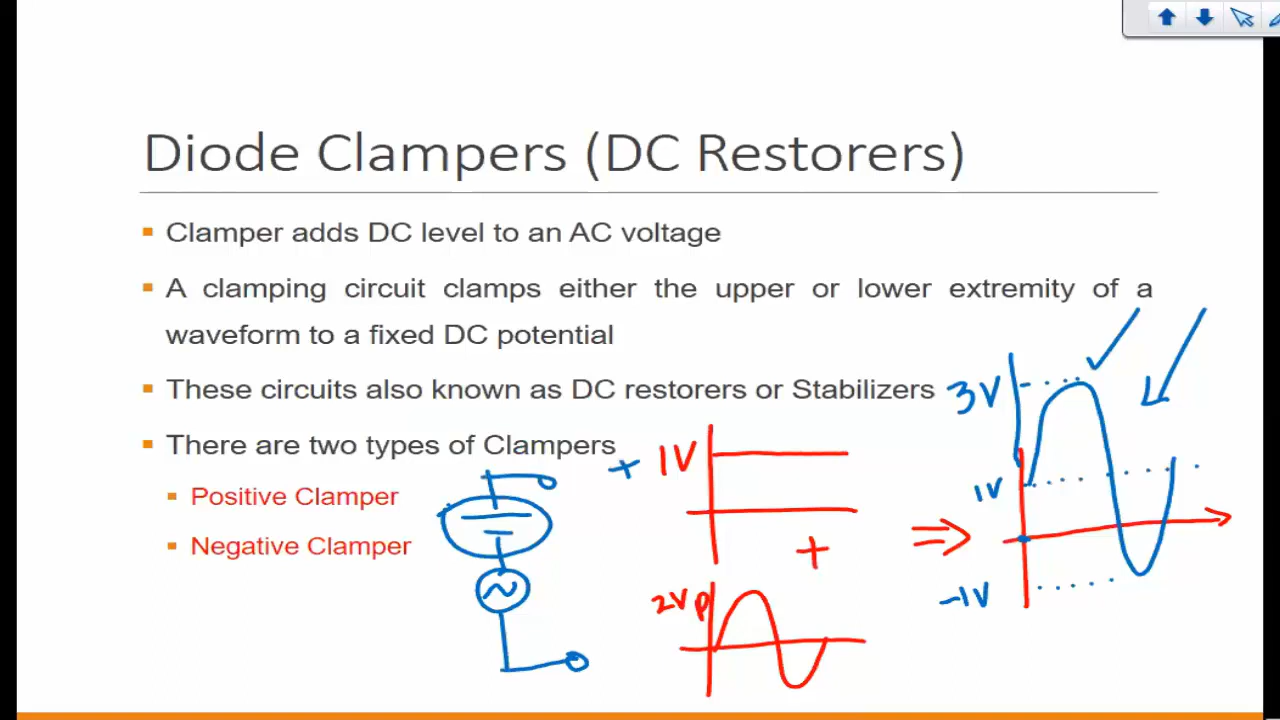 Diode Clampers (DC Restorers)
Clamper adds DC level to an AC voltage
A clamping circuit clamps either the upper or lower extremity of a
waveform to a fixed DC potential
These circuits also known as DC restorers or Stabilizers
3V
There are two types of Clampers
+ 1V
Positive Clamper
1V
Negative Clamper
+
⇒
-1V
2Vp